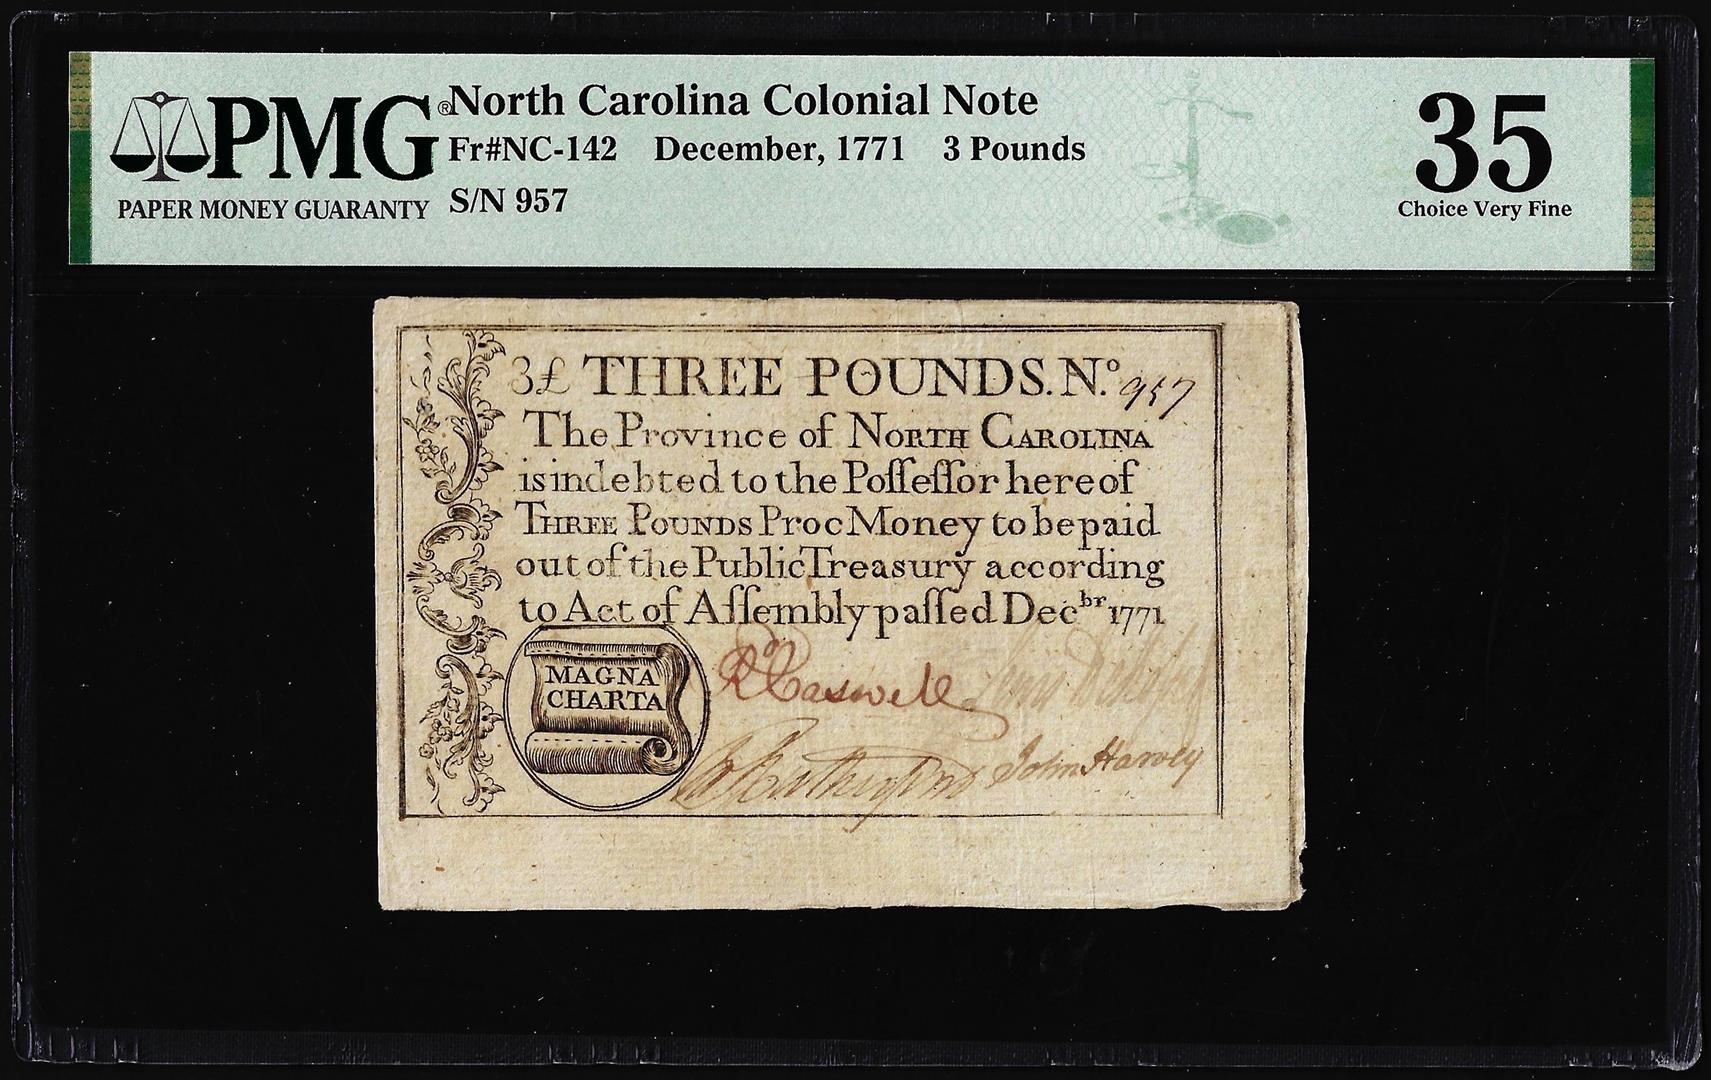 PMG® North Carolina Colonial Note
Fr#NC-142 December, 1771 3 Pounds
PAPER MONEY GUARANTY S/N 957
35
Choice Very Fine
3£ THREE POUNDS. Nº. 957
The Province of NORTH CAROLINA
is indebted to the Poſſeſſor here of
THREE POUNDS Proc Money to be paid
out of the Public Treasury according
to Act of Aſſembly paſſed Decbr 1771
MAGNA
CHARTA
Rd Caswell
Rutherfurd John Harvey